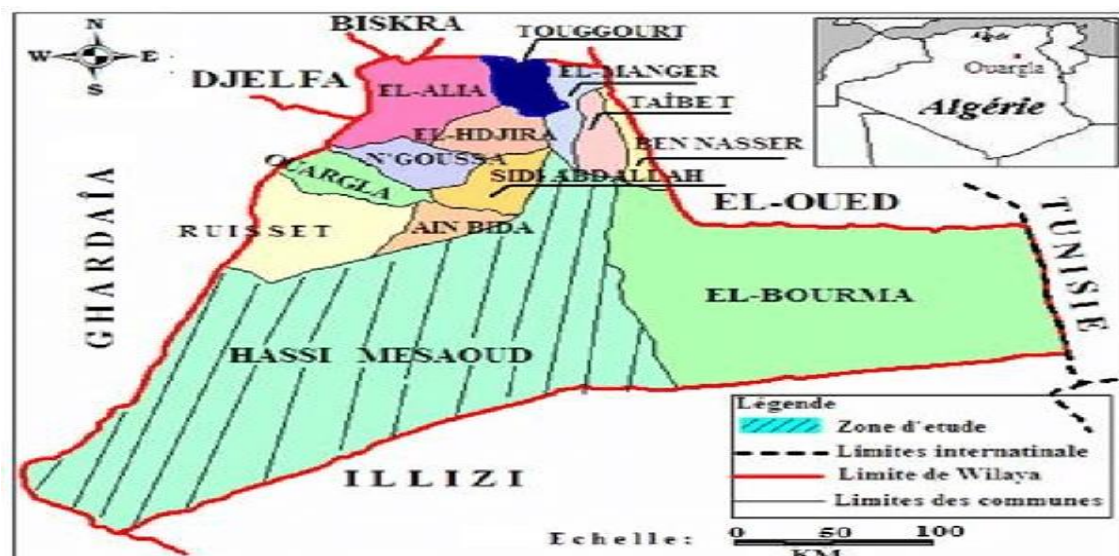 N
W E
S
BISKRA
TOUGGOURT
DJELFA
EL-ALIA
EL-MANGER
TAÎBET
EL-HDJIRA
N'GOUSSA
BEN NASSER
OUARGLA
SIDI ABDALLAH
RUISSET
AIN BIDA
EL-OUED
TUNISIE
GHARDAÎA
EL-BOURMA
HASSI MESAOUD
ILLIZI
Ouargla
Algérie
Légende
Zone d'etude
Limites internatinale
Limite de Wilaya
Limites des communes
Echelle: 0 50 100
KM